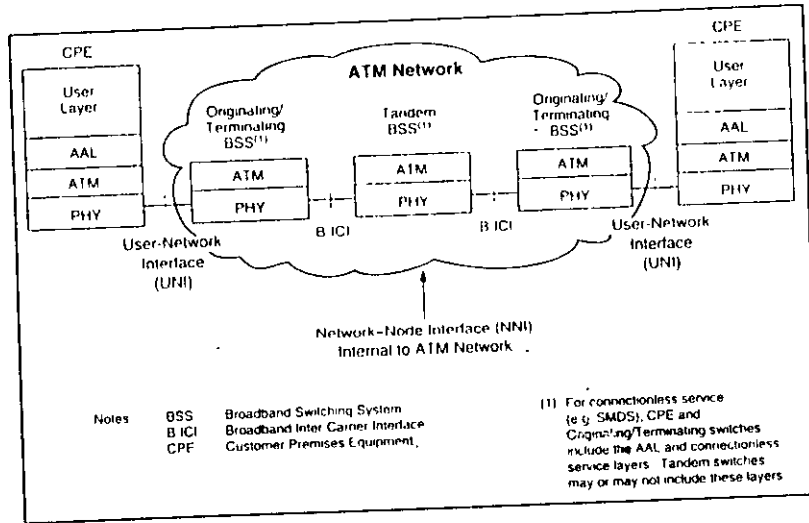 CPE
User
Layer
AAL
ATM
PHY
ATM Network
Originating/
Terminating
BSS(1)
ATM
PHY
Tandem
BSS(1)
ATM
PHY
Originating/
Terminating
BSS(1)
ATM
PHY
CPE
User
Layer
AAL
ATM
PHY
B ICI
B ICI
User-Network
Interface
(UNI)
User-Network
Interface
(UNI)
Network-Node Interface (NNI)
Internal to ATM Network
Notes
BSS Broadband Switching System
B ICI Broadband Inter Carrier Interface
CPE Customer Premises Equipment
(1) For connectionless service
(e.g. SMDS), CPE and
Originating/Terminating switches
include the AAL and connectionless
service layers. Tandem switches
may or may not include these layers